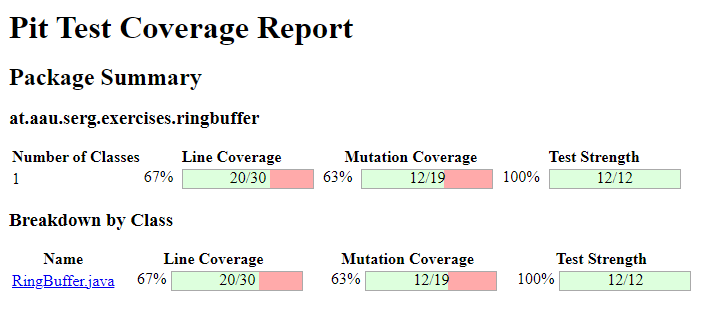 Pit Test Coverage Report
Package Summary
at.aau.serg.exercises.ringbuffer
Number of Classes Line Coverage Mutation Coverage Test Strength
1 67% 20/30 63% 12/19 100% 12/12
Breakdown by Class
Name Line Coverage Mutation Coverage Test Strength
RingBuffer.java 67% 20/30 63% 12/19 100% 12/12